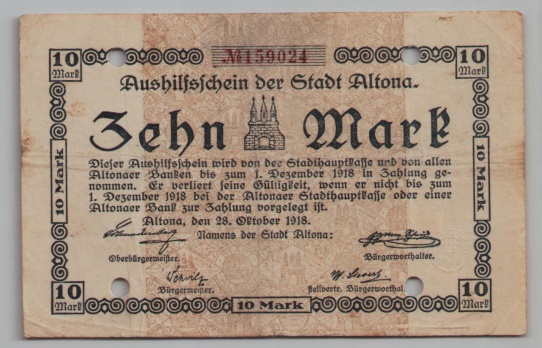 10 Mark
№159024
10 Mark
Aushilfsschein der Stadt Altona.
Zehn Mark
Dieser Aushilfsschein wird von der Stadthauptkasse und von allen
Altonaer Banken bis zum 1. Dezember 1918 in Zahlung ge-
nommen. Er verliert seine Gültigkeit, wenn er nicht bis zum
1. Dezember 1918 bei der Altonaer Stadthauptkasse oder einer
Altonaer Bank zur Zahlung vorgelegt ist.
Altona, den 28. Oktober 1918.
Namens der Stadt Altona:
Oberbürgermeister.
Bürgerworthalter.
Bürgermeister.
stellvertr. Bürgerworthalter.
10 Mark
10 Mark
10 Mark
10 Mark
10 Mark